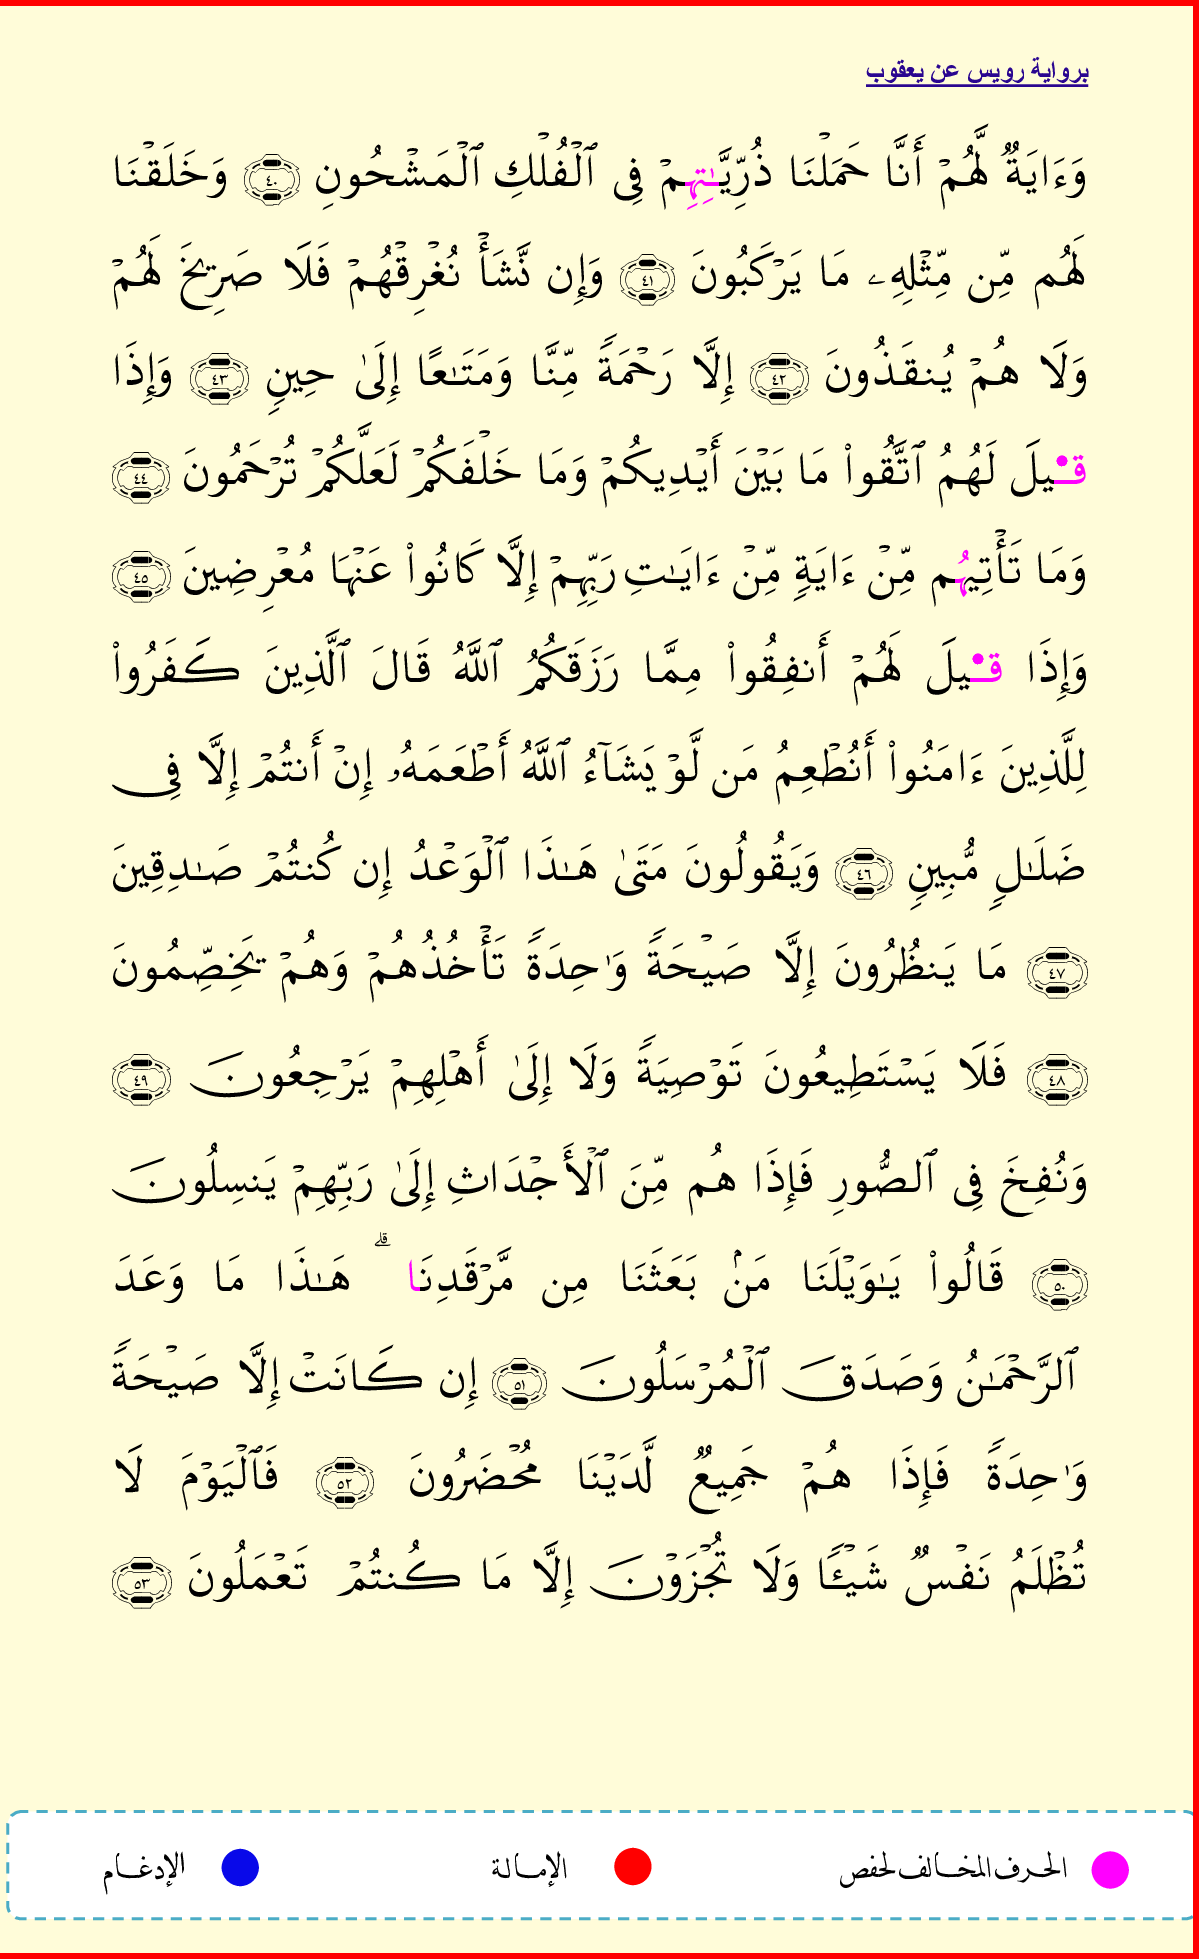 برواية رويس عن يعقوب
وَءَايَةٌ لَّهُمۡ أَنَّا حَمَلۡنَا ذُرِّيَّـٰتِهِمۡ فِى ٱلۡفُلۡكِ ٱلۡمَشۡحُونِ ٤٠ وَخَلَقۡنَا
لَهُم مِّن مِّثۡلِهِۦ مَا يَرۡكَبُونَ ٤١ وَإِن نَّشَأۡ نُغۡرِقۡهُمۡ فَلَا صَرِيخَ لَهُمۡ
وَلَا هُمۡ يُنقَذُونَ ٤٢ إِلَّا رَحۡمَةً مِّنَّا وَمَتَـٰعًا إِلَىٰ حِينٍ ٤٣ وَإِذَا
قِيلَ لَهُمُ ٱتَّقُوا۟ مَا بَيۡنَ أَيۡدِيكُمۡ وَمَا خَلۡفَكُمۡ لَعَلَّكُمۡ تُرۡحَمُونَ ٤٤
وَمَا تَأۡتِيهُم مِّنۡ ءَايَةٍ مِّنۡ ءَايَـٰتِ رَبِّهِمۡ إِلَّا كَانُوا۟ عَنۡهَا مُعۡرِضِينَ ٤٥
وَإِذَا قِيلَ لَهُمۡ أَنفِقُوا۟ مِمَّا رَزَقَكُمُ ٱللَّهُ قَالَ ٱلَّذِينَ كَفَرُوا۟
لِلَّذِينَ ءَامَنُوا۟ أَنُطۡعِمُ مَن لَّوۡ يَشَآءُ ٱللَّهُ أَطۡعَمَهُۥ إِنۡ أَنتُمۡ إِلَّا فِى
ضَلَـٰلٍ مُّبِينٍ ٤٦ وَيَقُولُونَ مَتَىٰ هَـٰذَا ٱلۡوَعۡدُ إِن كُنتُمۡ صَـٰدِقِينَ
٤٧ مَا يَنظُرُونَ إِلَّا صَيۡحَةً وَٰحِدَةً تَأۡخُذُهُمۡ وَهُمۡ يَخِصِّمُونَ
٤٨ فَلَا يَسۡتَطِيعُونَ تَوۡصِيَةً وَلَا إِلَىٰ أَهۡلِهِمۡ يَرۡجِعُونَ ٤٩
وَنُفِخَ فِى ٱلصُّورِ فَإِذَا هُم مِّنَ ٱلۡأَجۡدَاثِ إِلَىٰ رَبِّهِمۡ يَنسِلُونَ
٥٠ قَالُوا۟ يَـٰوَيۡلَنَا مَنۢ بَعَثَنَا مِن مَّرۡقَدِنَا ۗ هَـٰذَا مَا وَعَدَ
ٱلرَّحۡمَـٰنُ وَصَدَقَ ٱلۡمُرۡسَلُونَ ٥١ إِن كَانَتۡ إِلَّا صَيۡحَةً
وَٰحِدَةً فَإِذَا هُمۡ جَمِيعٌ لَّدَيۡنَا مُحۡضَرُونَ ٥٢ فَٱلۡيَوۡمَ لَا
تُظۡلَمُ نَفۡسٌ شَيۡـًٔا وَلَا تُجۡزَوۡنَ إِلَّا مَا كُنتُمۡ تَعۡمَلُونَ ٥٣
الحرف المخالف لحفص الإمالة الإدغام